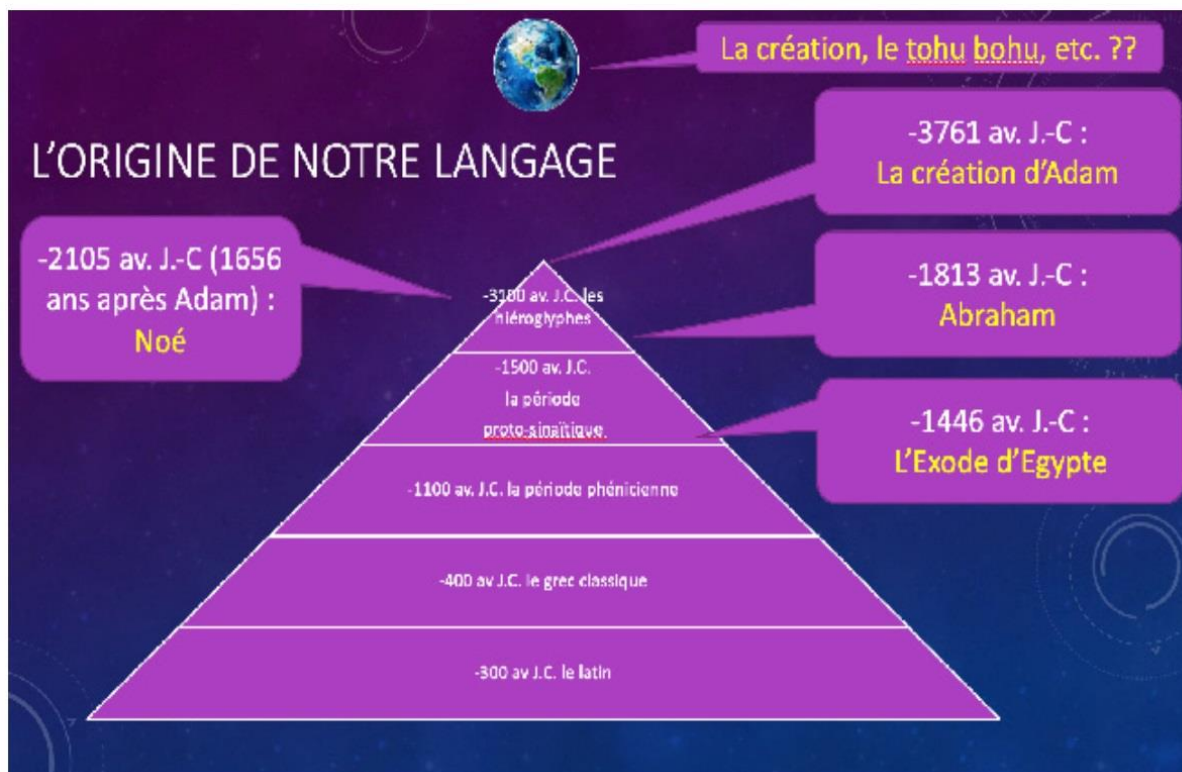 La création, le tohu bohu, etc. ??
L'ORIGINE DE NOTRE LANGAGE
-3761 av. J.-C :
La création d'Adam
-2105 av. J.-C (1656
ans après Adam) :
Noé
-1813 av. J.-C :
Abraham
-3100 av. J.C. les
hiéroglyphes
-1500 av. J.C.
la période
proto-sinaïtique
-1446 av. J.-C :
L'Exode d'Egypte
-1100 av. J.C. la période phénicienne
-400 av J.C. le grec classique
-300 av J.C. le latin